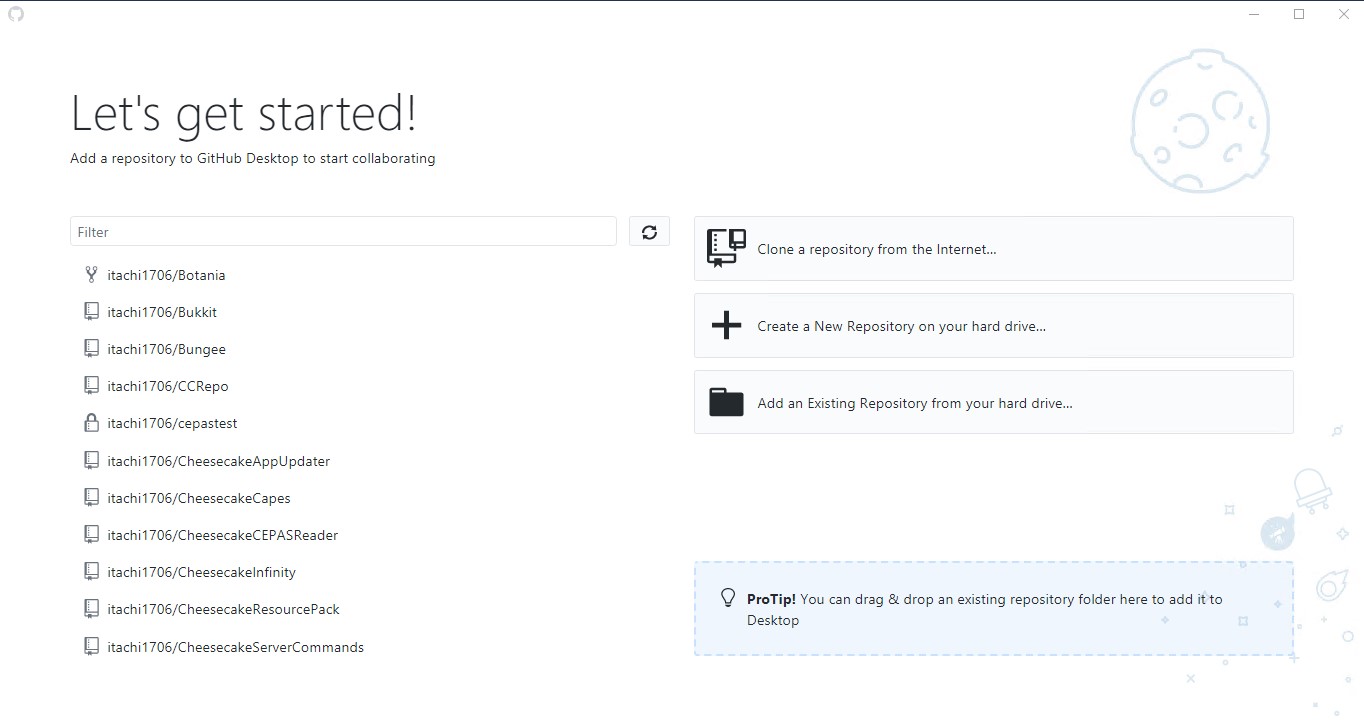 Let's get started!
Add a repository to GitHub Desktop to start collaborating
Filter
itachi1706/Botania
itachi1706/Bukkit
itachi1706/Bungee
itachi1706/CCRepo
itachi1706/cepastest
itachi1706/CheesecakeAppUpdater
itachi1706/CheesecakeCapes
itachi1706/CheesecakeCEPASReader
itachi1706/CheesecakeInfinity
itachi1706/CheesecakeResourcePack
itachi1706/CheesecakeServerCommands
Clone a repository from the Internet...
Create a New Repository on your hard drive...
Add an Existing Repository from your hard drive...
ProTip! You can drag & drop an existing repository folder here to add it to
Desktop